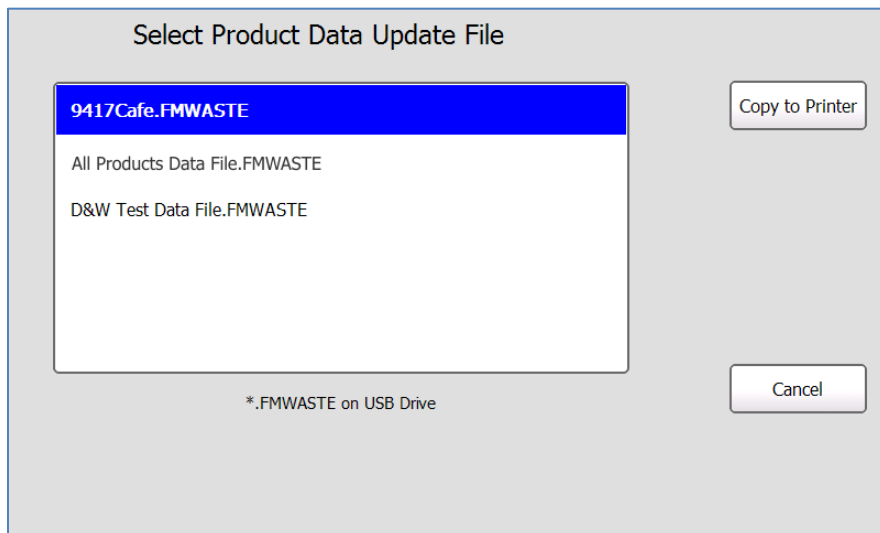 Select Product Data Update File
9417Cafe.FMWASTE
Copy to Printer
All Products Data File.FMWASTE
D&W Test Data File.FMWASTE
Cancel
*.FMWASTE on USB Drive